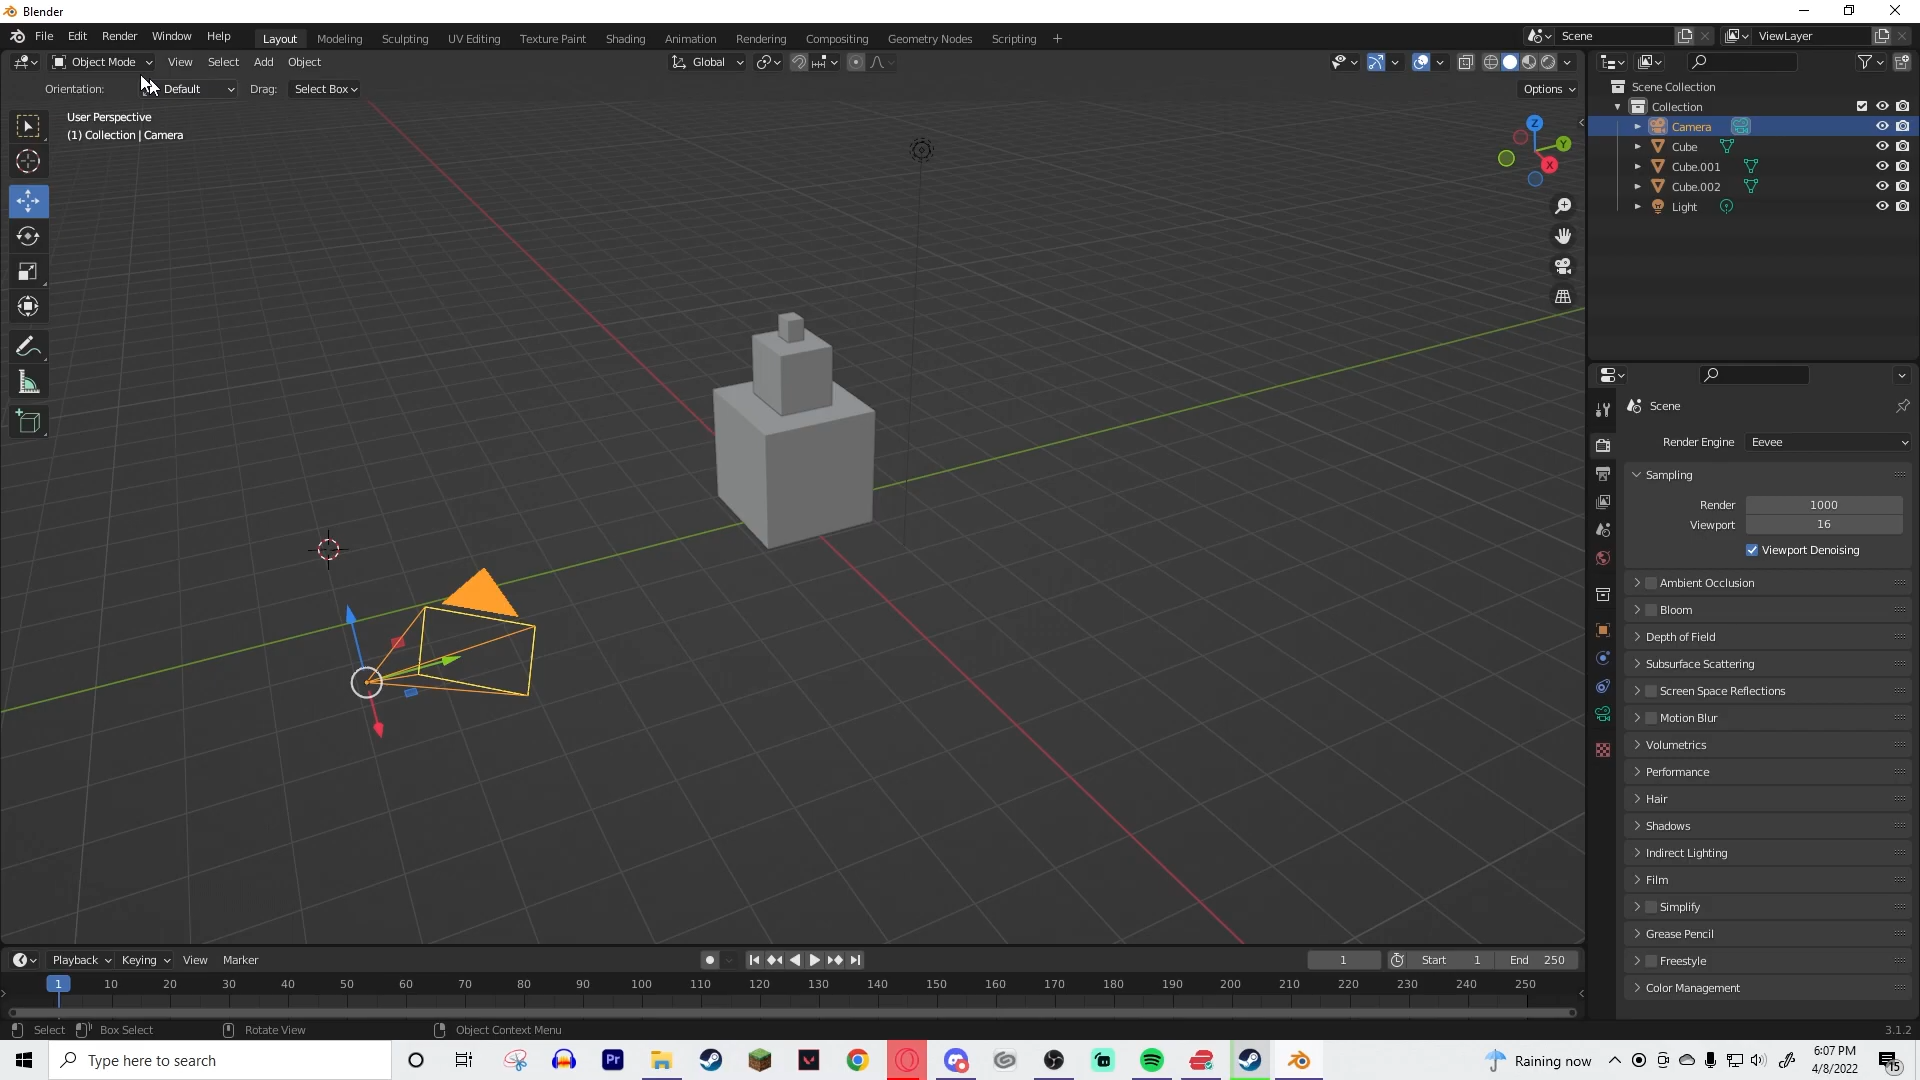 Blender
File Edit Render Window Help
Layout Modeling Sculpting UV Editing Texture Paint Shading Animation Rendering Compositing Geometry Nodes Scripting
Scene
ViewLayer
Object Mode View Select Add Object
Global
Orientation: Default Drag: Select Box
Options
User Perspective
(1) Collection | Camera
Z
Y
X
Scene Collection
Collection
Camera
Cube
Cube.001
Cube.002
Light
Scene
Render Engine Eevee
Sampling
Render 1000
Viewport 16
Viewport Denoising
Ambient Occlusion
Bloom
Depth of Field
Subsurface Scattering
Screen Space Reflections
Motion Blur
Volumetrics
Performance
Hair
Shadows
Indirect Lighting
Film
Simplify
Grease Pencil
Freestyle
Color Management
Playback Keying View Marker
1 Start 1 End 250
1 10 20 30 40 50 60 70 80 90 100 110 120 130 140 150 160 170 180 190 200 210 220 230 240 250
Select Box Select Rotate View Object Context Menu
3.1.2
Type here to search
Pr
Raining now
6:07 PM
4/8/2022
15